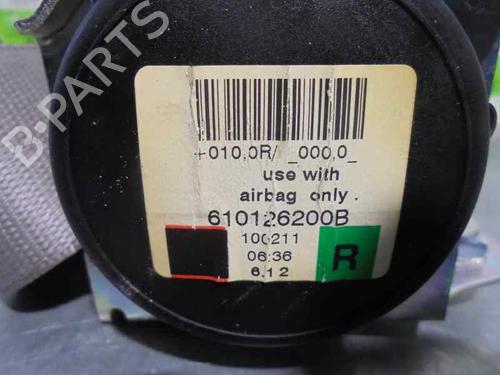 B-PARTS
+010,0R/ _000,0_
use with
airbag only .
610126200B
100211
06:36
6.12
R